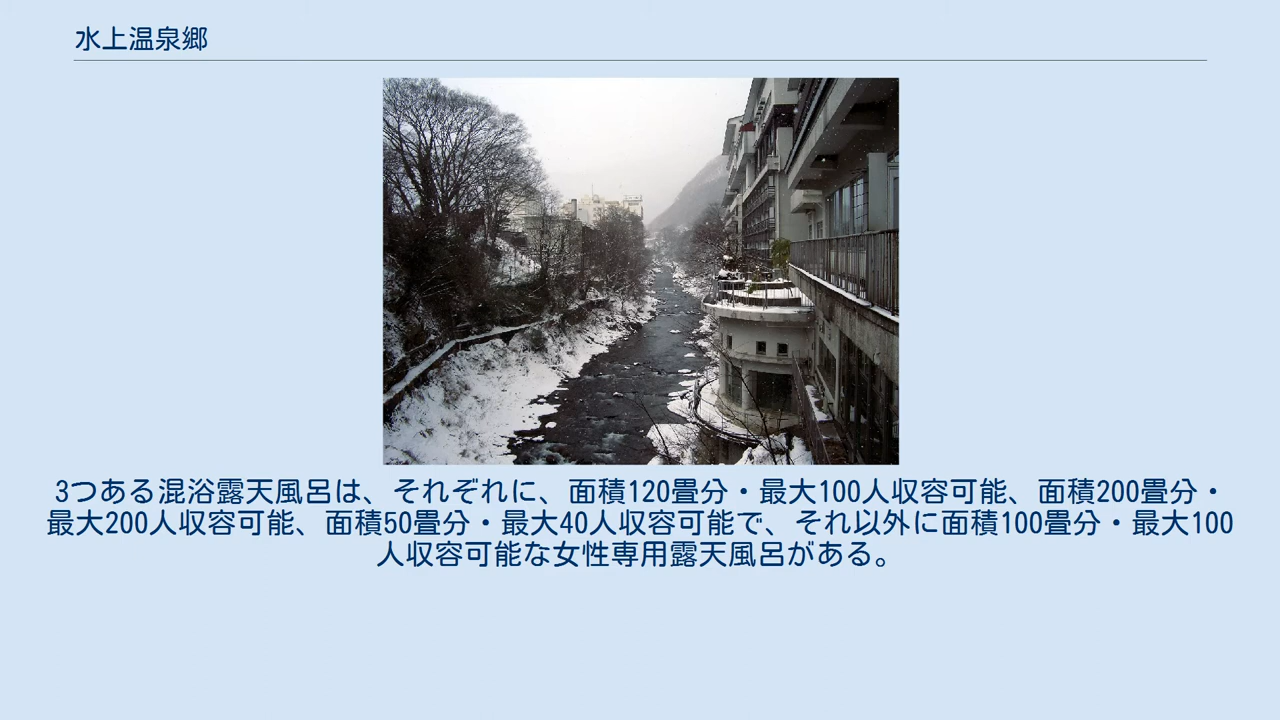 水上温泉郷
3つある混浴露天風呂は、それぞれに、面積120畳分・最大100人収容可能、面積200畳分・
最大200人収容可能、面積50畳分・最大40人収容可能で、それ以外に面積100畳分・最大100
人収容可能な女性専用露天風呂がある。